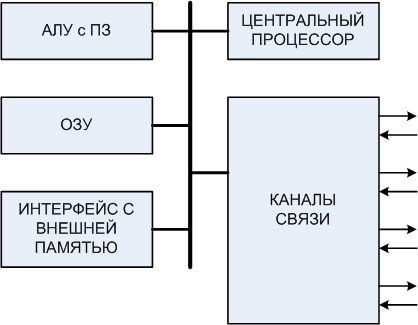 АЛУ с ПЗ
ЦЕНТРАЛЬНЫЙ
ПРОЦЕССОР
ОЗУ
ИНТЕРФЕЙС С
ВНЕШНЕЙ
ПАМЯТЬЮ
КАНАЛЫ
СВЯЗИ